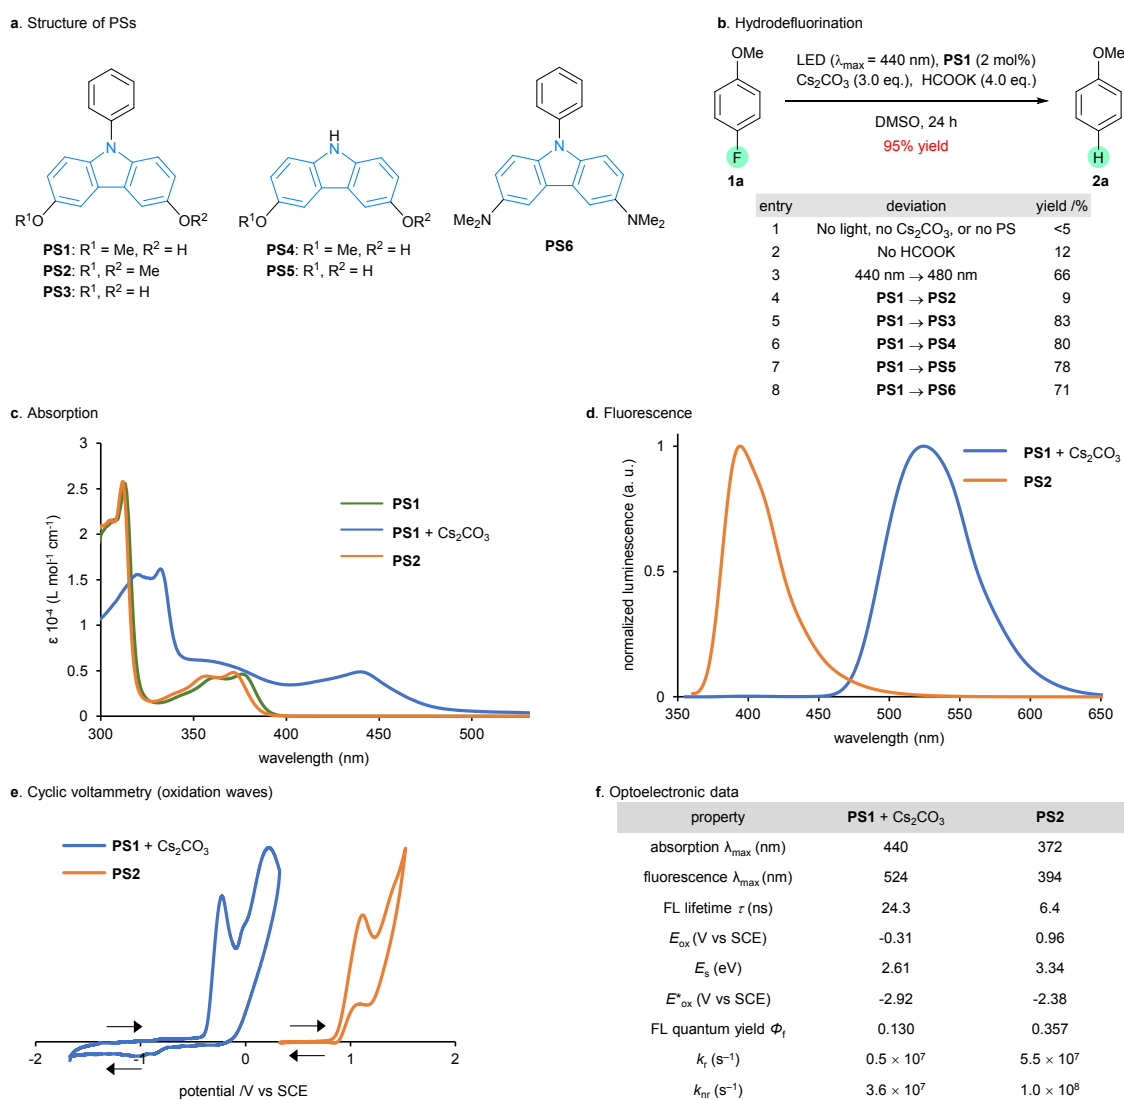 a. Structure of PSs
N
R¹O
OR²
PS1: R¹ = Me, R² = H
PS2: R¹, R² = Me
PS3: R¹, R² = H
H
N
R¹O
OR²
PS4: R¹ = Me, R² = H
PS5: R¹, R² = H
N
Me₂N
NMe₂
PS6
b. Hydrodefluorination
OMe
F
1a
LED (λmax = 440 nm), PS1 (2 mol%)
Cs₂CO₃ (3.0 eq.), HCOOK (4.0 eq.)
DMSO, 24 h
95% yield
OMe
H
2a
entry deviation yield /%
1 No light, no Cs₂CO₃, or no PS <5
2 No HCOOK 12
3 440 nm → 480 nm 66
4 PS1 → PS2 9
5 PS1 → PS3 83
6 PS1 → PS4 80
7 PS1 → PS5 78
8 PS1 → PS6 71
c. Absorption
3
2.5
2
1.5
1
0.5
0
ε 10⁻⁴ (L mol⁻¹ cm⁻¹)
PS1
PS1 + Cs₂CO₃
PS2
300 350 400 450 500
wavelength (nm)
d. Fluorescence
1
0.5
0
normalized luminescence (a. u.)
PS1 + Cs₂CO₃
PS2
350 400 450 500 550 600 650
wavelength (nm)
e. Cyclic voltammetry (oxidation waves)
PS1 + Cs₂CO₃
PS2
-2 -1 0 1 2
potential /V vs SCE
f. Optoelectronic data
property PS1 + Cs₂CO₃ PS2
absorption λmax (nm) 440 372
fluorescence λmax (nm) 524 394
FL lifetime τ (ns) 24.3 6.4
Eox (V vs SCE) -0.31 0.96
Es (eV) 2.61 3.34
E*ox (V vs SCE) -2.92 -2.38
FL quantum yield Φf 0.130 0.357
kr (s⁻¹) 0.5 × 10⁷ 5.5 × 10⁷
knr (s⁻¹) 3.6 × 10⁷ 1.0 × 10⁸